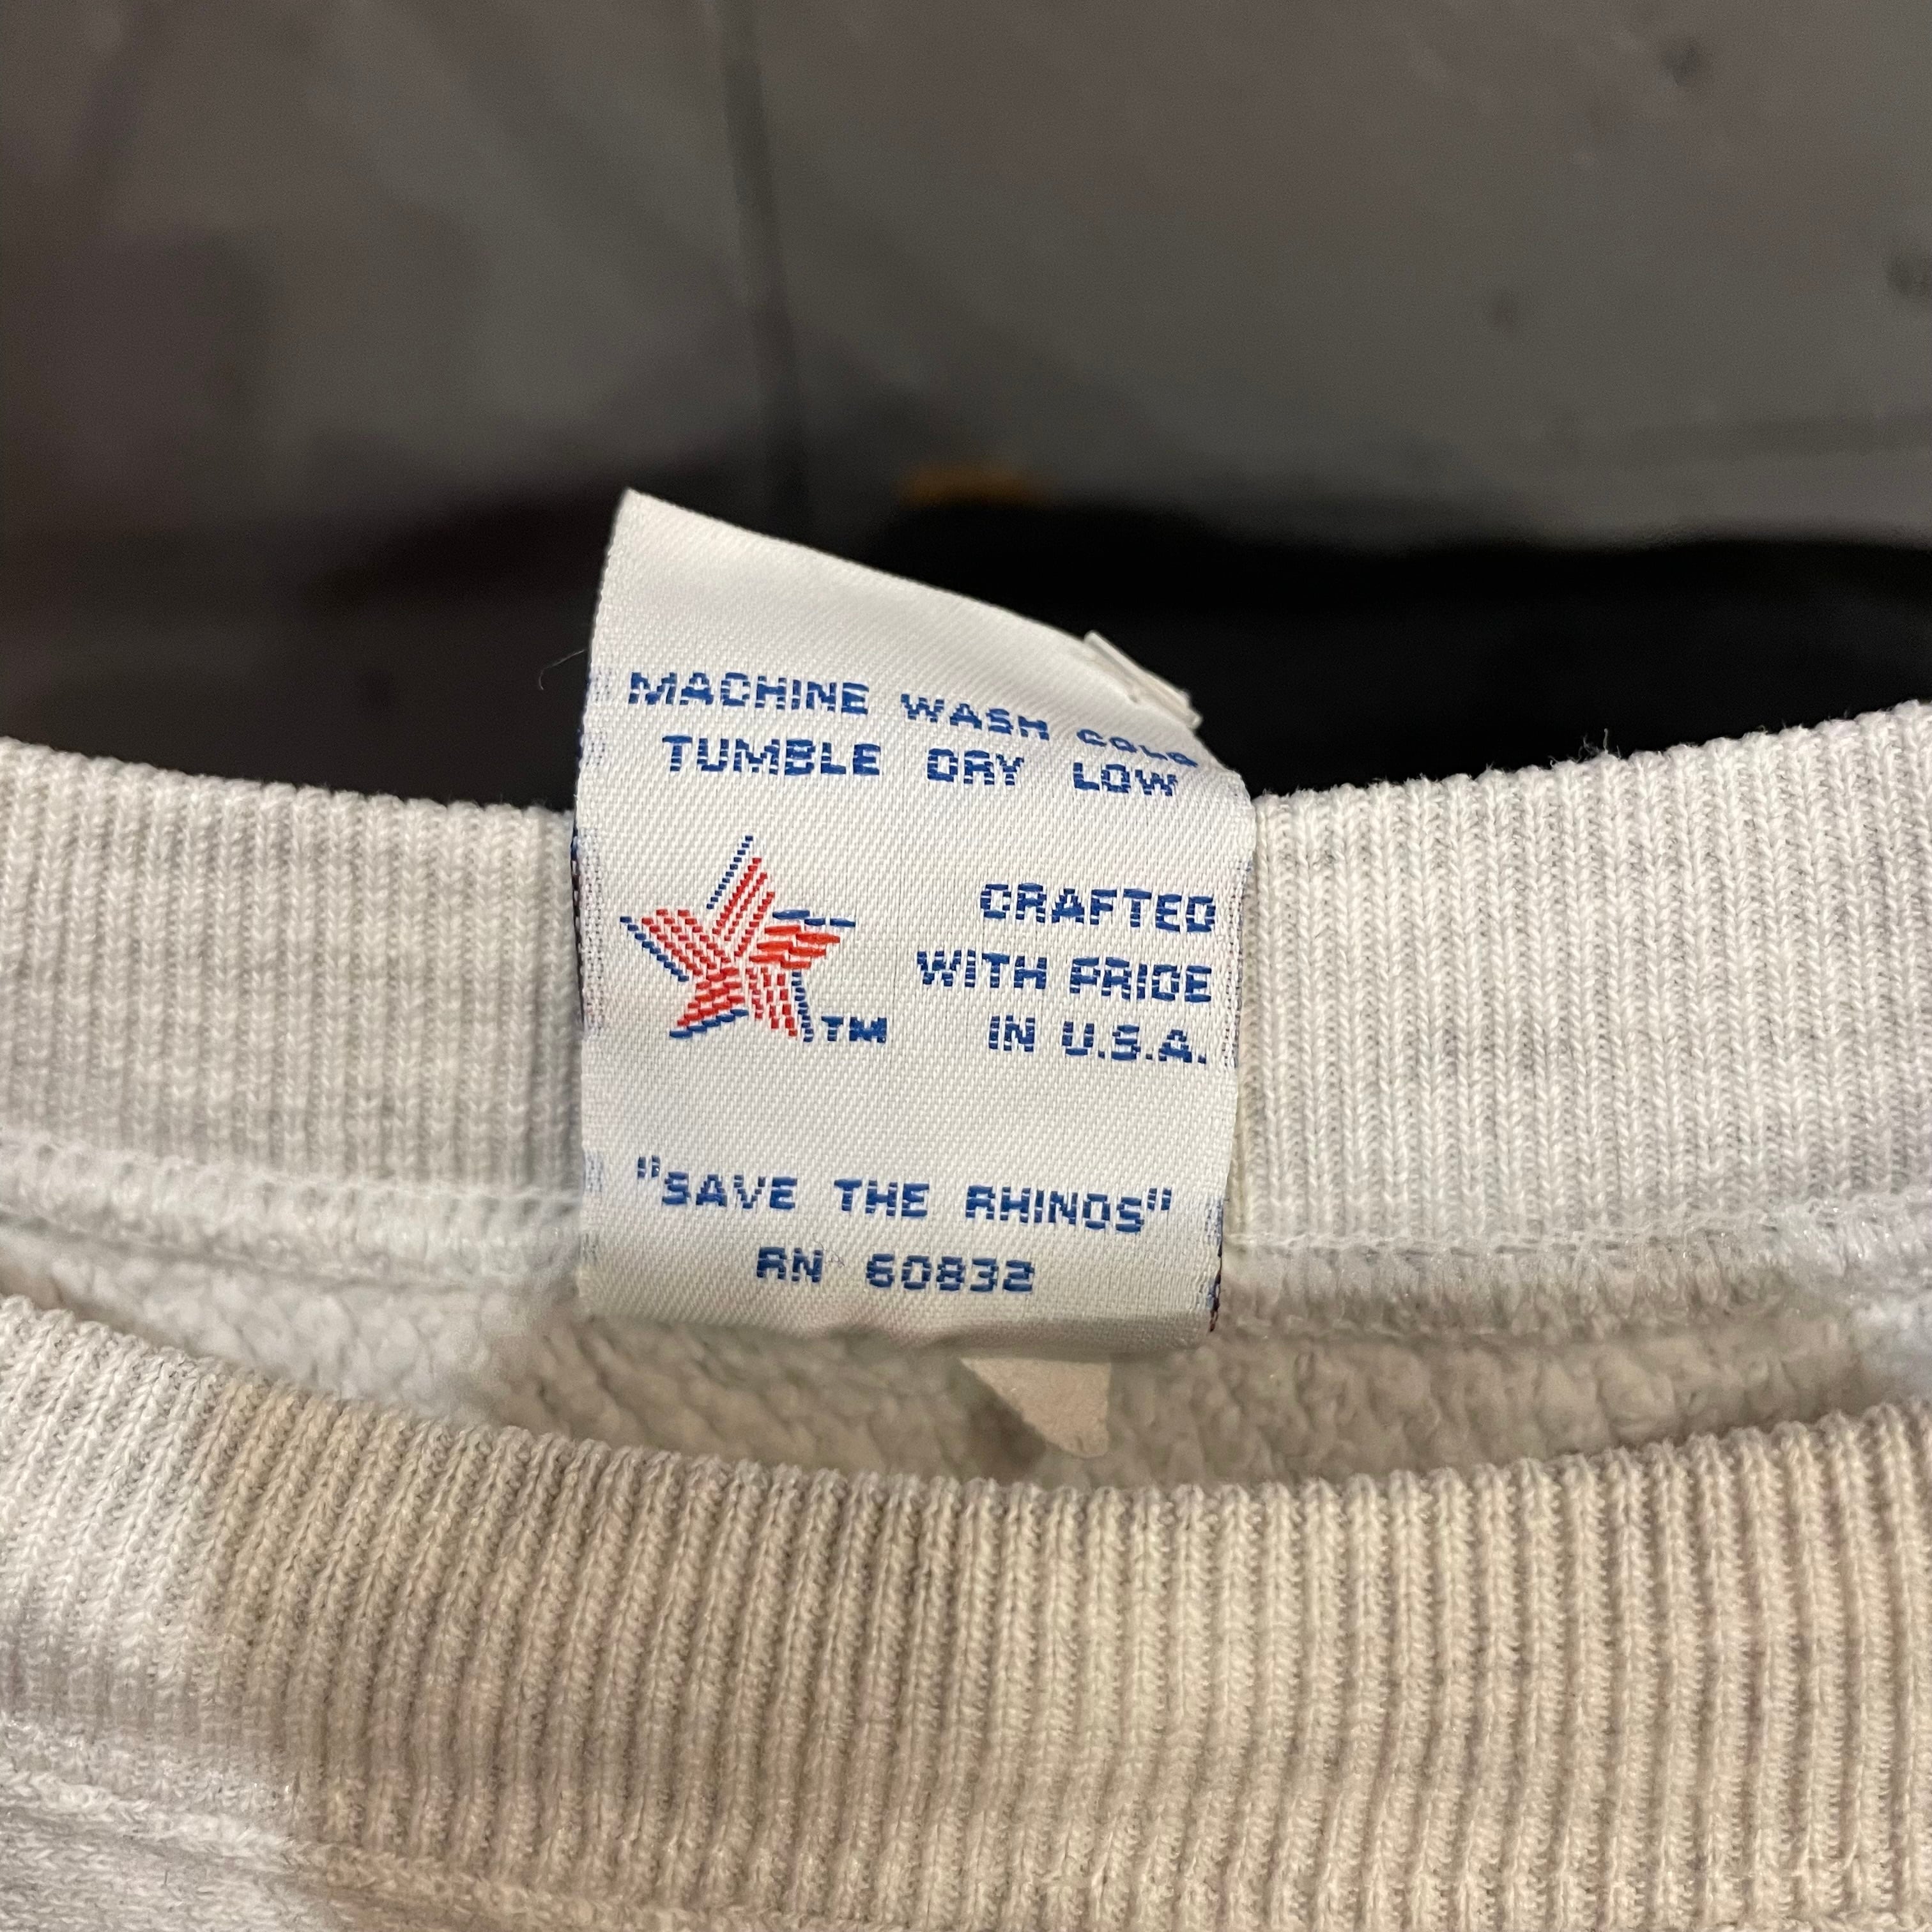 MACHINE WASH COLD
TUMBLE DRY LOW
CRAFTED
WITH PRIDE
IN U.S.A.
TM
"SAVE THE RHINOS"
RN 60832